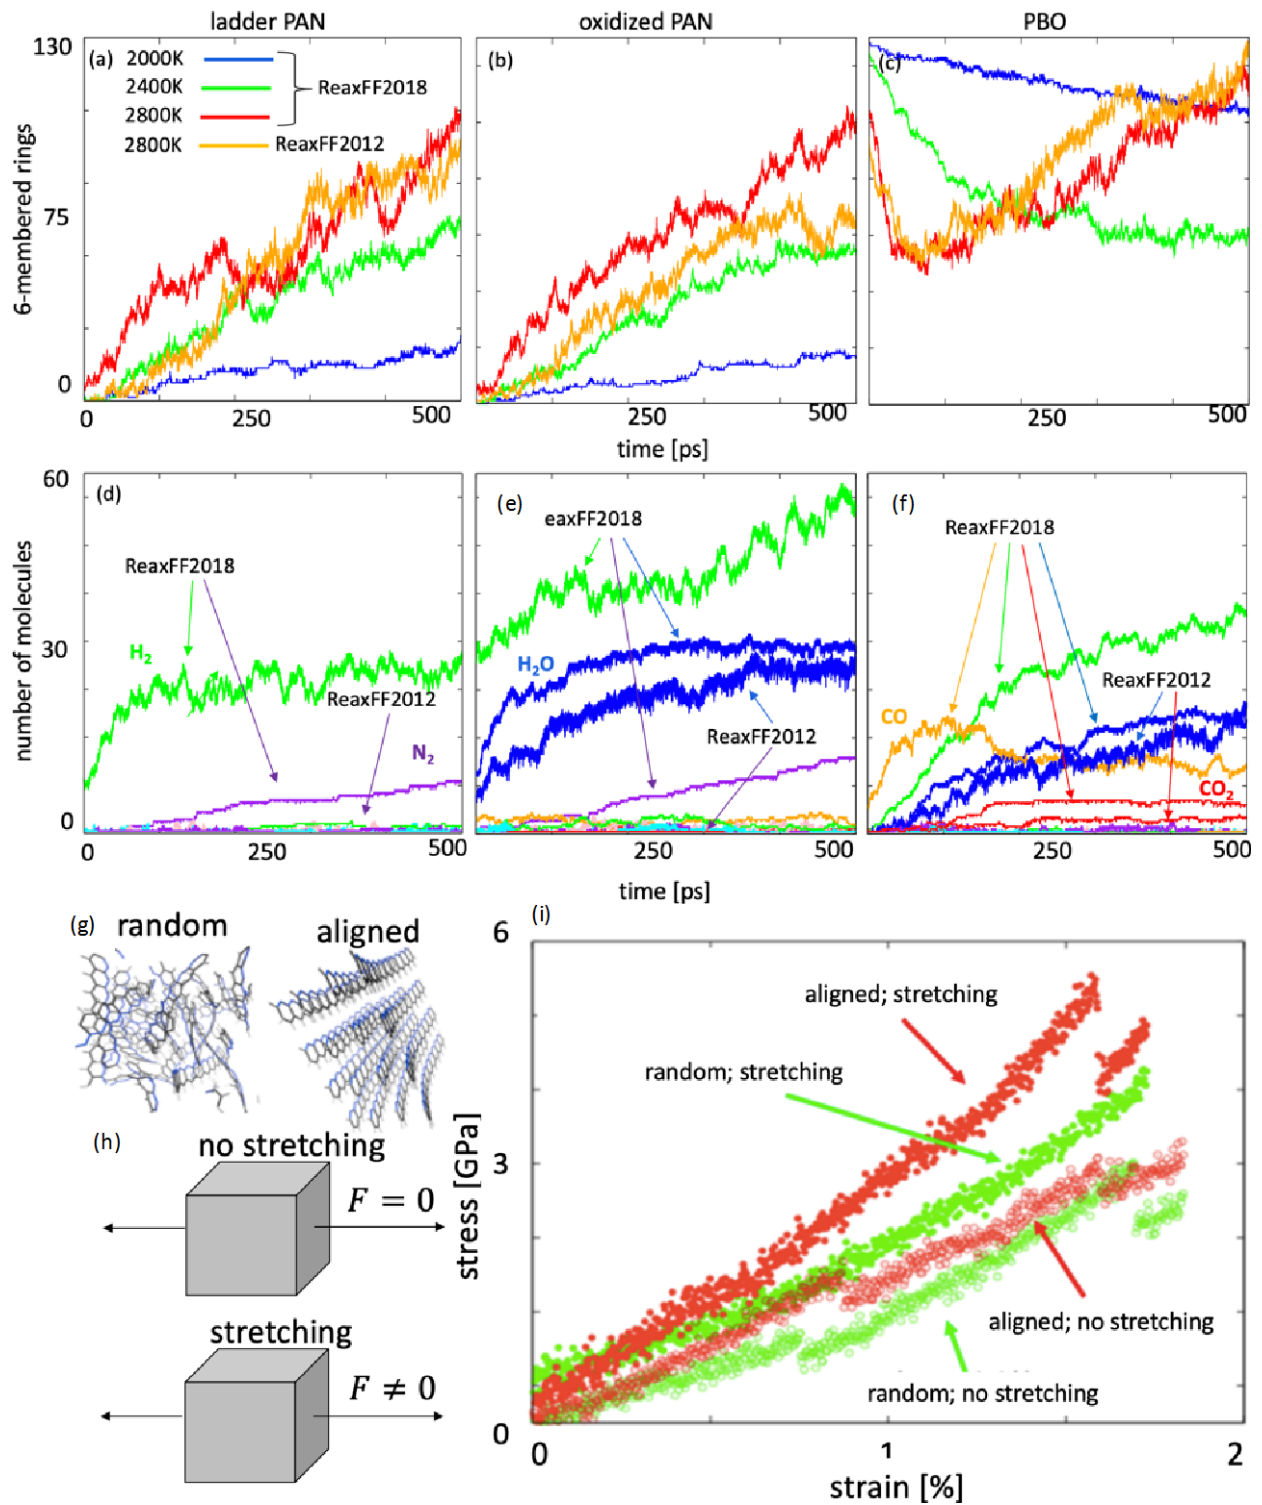 ladder PAN oxidized PAN PBO
130
75
0
6-membered rings
(a)
2000K
2400K
2800K
ReaxFF2018
2800K ReaxFF2012
(b)
(c)
0 250 500
250 500
250 500
time [ps]
60
30
0
number of molecules
(d)
ReaxFF2018
H2
ReaxFF2012
N2
(e)
eaxFF2018
H2O
ReaxFF2012
(f)
ReaxFF2018
ReaxFF2012
CO
CO2
0 250 500
250 500
250 500
time [ps]
(g)
random
aligned
(h)
no stretching
F = 0
stretching
F ≠ 0
(i)
6
3
0
stress [GPa]
aligned; stretching
random; stretching
aligned; no stretching
random; no stretching
0 1 2
strain [%]